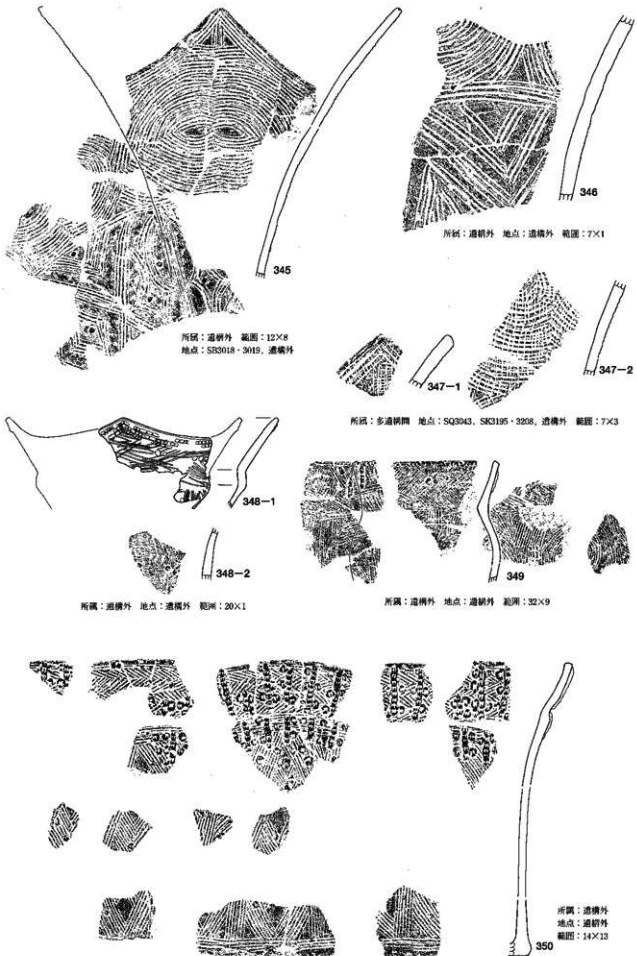 345
所属：遺構外 範囲：12×8
地点：SB3018・3019，遺構外
346
所属：遺構外 地点：遺構外 範囲：7×1
347－1
347－2
所属：多遺構間 地点：SQ3043，SK3195・3208，遺構外 範囲：7×3
348－1
348－2
所属：遺構外 地点：遺構外 範囲：20×1
349
所属：遺構外 地点：遺構外 範囲：32×9
所属：遺構外
地点：遺構外
範囲：14×13
350